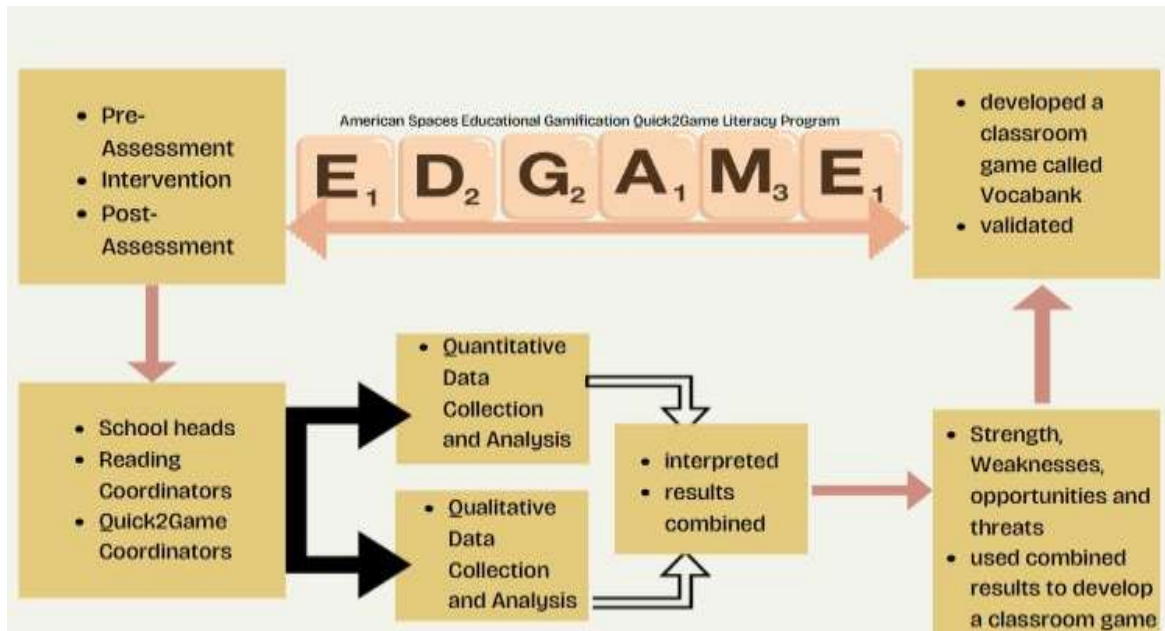 • Pre-
Assessment
• Intervention
• Post-
Assessment
American Spaces Educational Gamification Quick2Game Literacy Program
E1 D2 G2 A1 M3 E1
• developed a
classroom
game called
Vocabank
• validated
• School heads
• Reading
Coordinators
• Quick2Game
Coordinators
• Quantitative
Data
Collection
and Analysis
• Qualitative
Data
Collection
and Analysis
• interpreted
• results
combined
• Strength,
Weaknesses,
opportunities and
threats
• used combined
results to develop
a classroom game